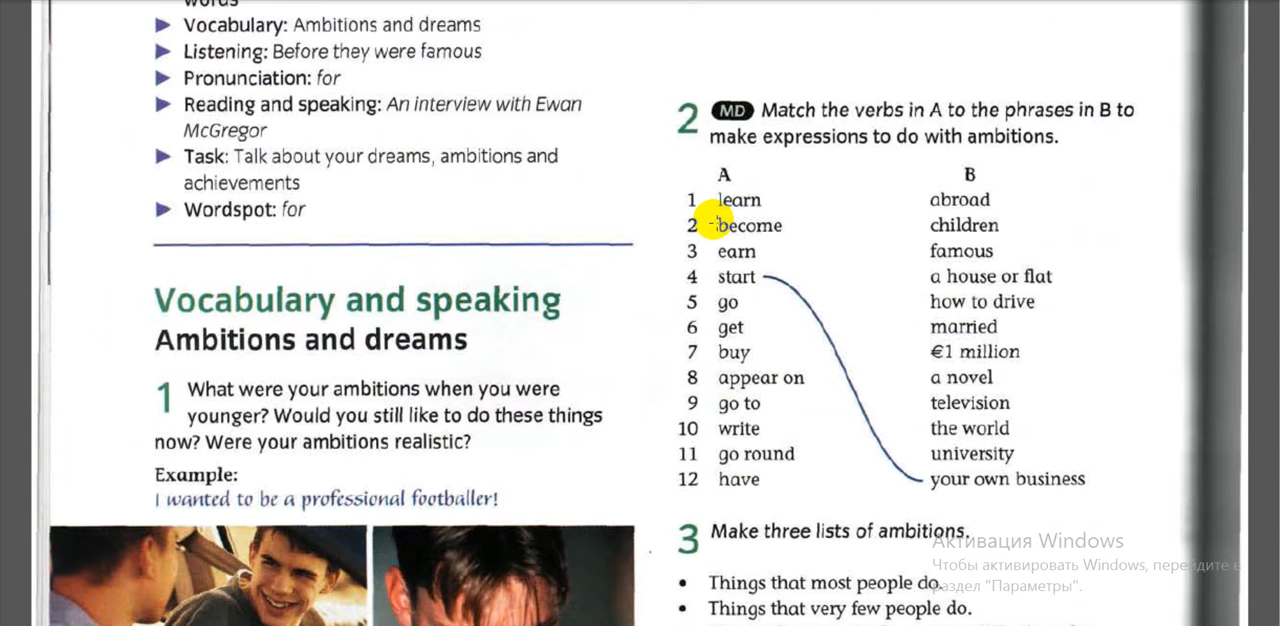 words
Vocabulary: Ambitions and dreams
Listening: Before they were famous
Pronunciation: for
Reading and speaking: An interview with Ewan
McGregor
Task: Talk about your dreams, ambitions and
achievements
Wordspot: for
Vocabulary and speaking
Ambitions and dreams
1 What were your ambitions when you were
younger? Would you still like to do these things
now? Were your ambitions realistic?
Example:
I wanted to be a professional footballer!
2 MD Match the verbs in A to the phrases in B to
make expressions to do with ambitions.
A B
1 learn abroad
2 become children
3 earn famous
4 start a house or flat
5 go how to drive
6 get married
7 buy €1 million
8 appear on a novel
9 go to television
10 write the world
11 go round university
12 have your own business
3 Make three lists of ambitions.
• Things that most people do.
• Things that very few people do.
Активация Windows
Чтобы активировать Windows, перейдите в
раздел "Параметры".